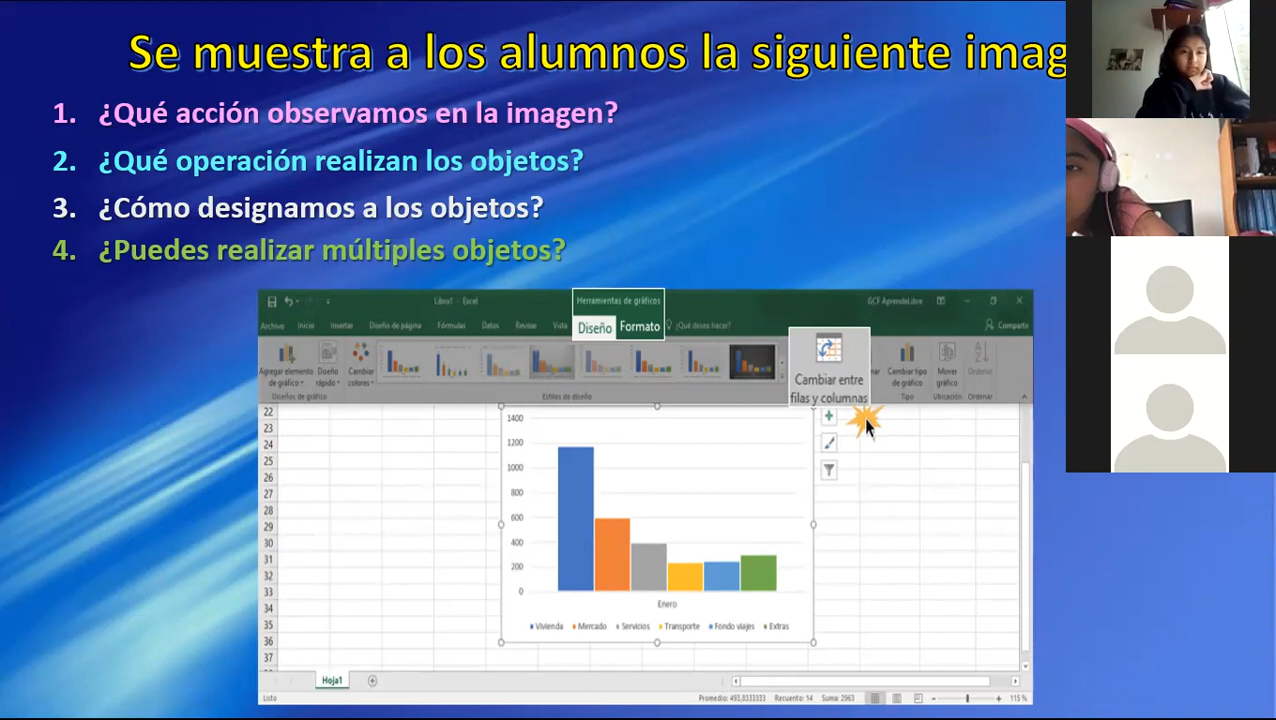 Se muestra a los alumnos la siguiente imag
1. ¿Qué acción observamos en la imagen?
2. ¿Qué operación realizan los objetos?
3. ¿Cómo designamos a los objetos?
4. ¿Puedes realizar múltiples objetos?
Libro1 - Excel
Herramientas de gráficos
GCF AprendeLibre
Archivo Inicio Insertar Diseño de página Fórmulas Datos Revisar Vista Diseño Formato ¿Qué desea hacer? Compartir
Agregar elemento de gráfico
Diseño rápido
Cambiar colores
Cambiar entre filas y columnas
Cambiar tipo de gráfico
Mover gráfico
Ordenar
Diseños de gráfico
Estilos de diseño
Tipo
Ubicación
Ordenar
22
23
24
25
26
27
28
29
30
31
32
33
34
35
36
37
1400
1200
1000
800
600
400
200
0
Enero
Vivienda Mercado Servicios Transporte Fondo viajes Extras
Hoja1
Listo
Promedio: 493,8333333 Recuento: 14 Suma: 2963
115 %